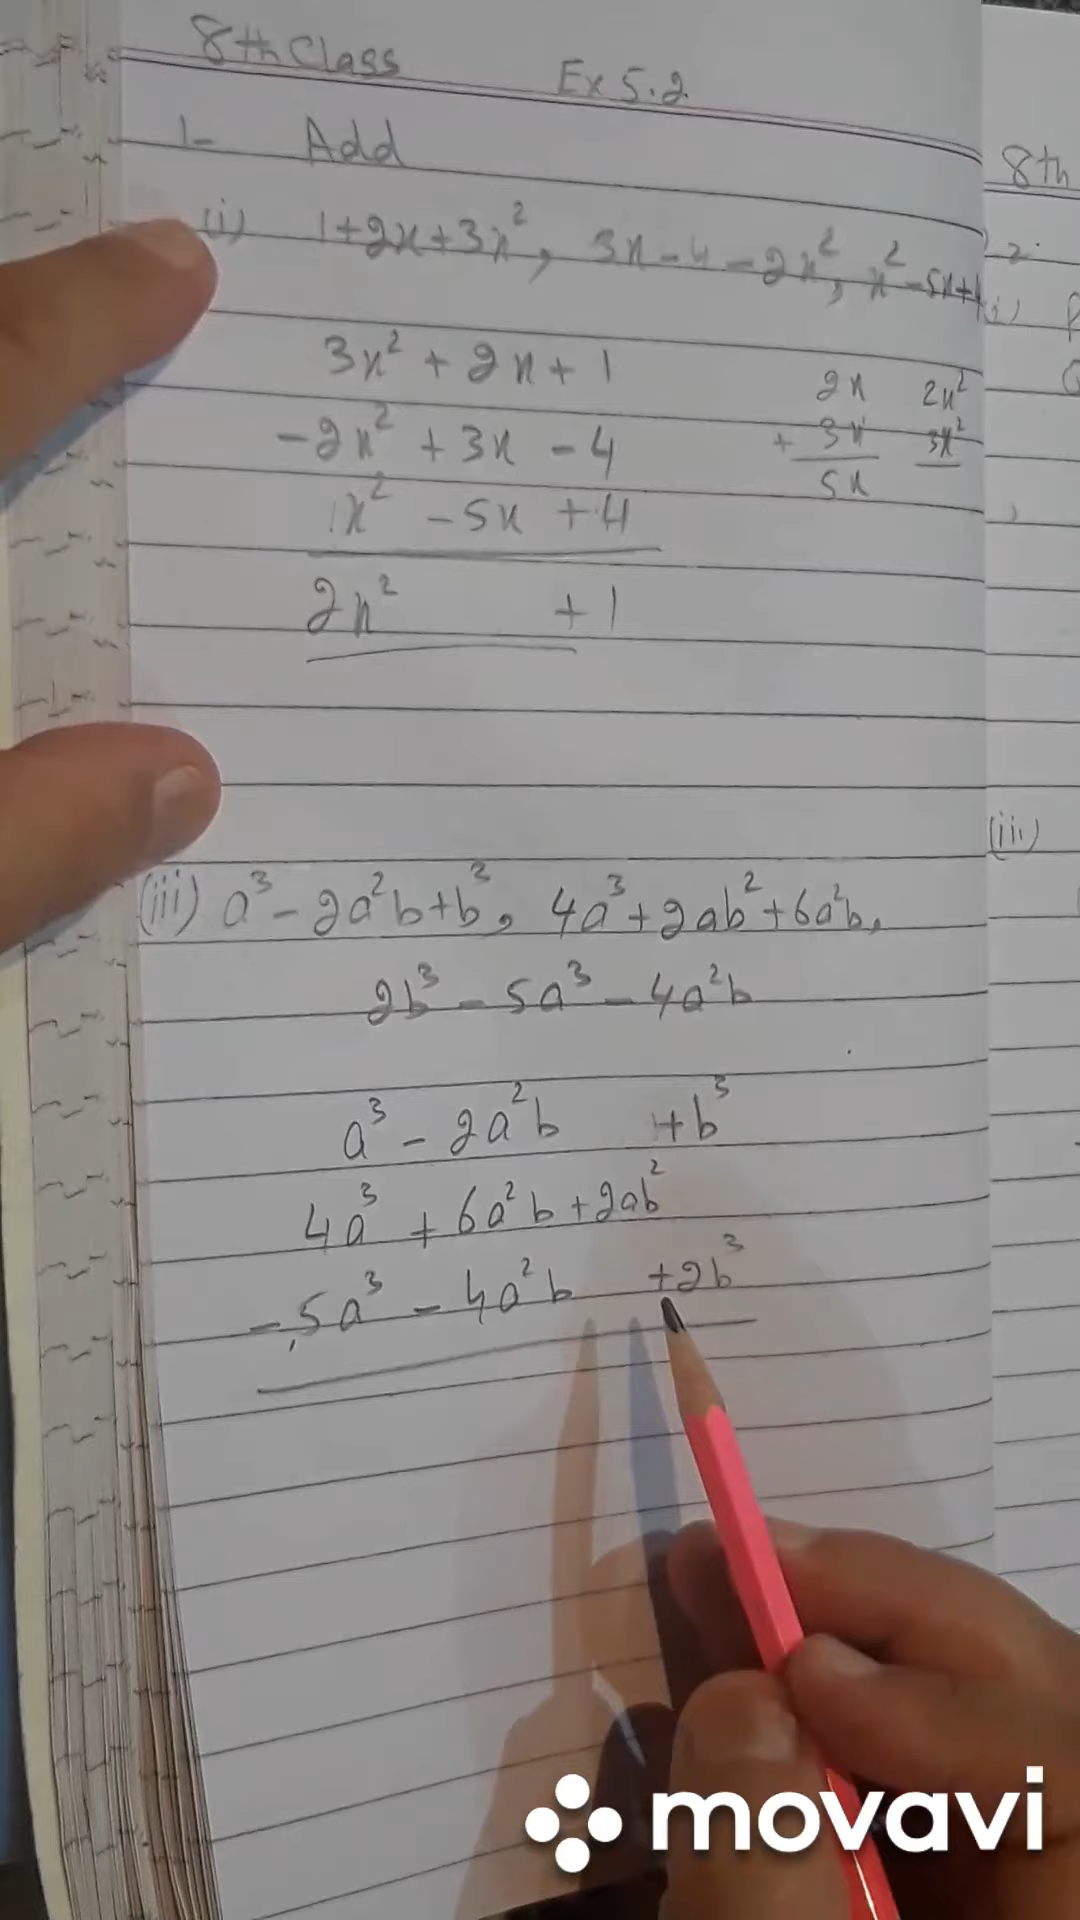 8th Class Ex 5.2
1- Add
(i) 1+2x+3x², 3x-4-2x², x²-5x+4
3x² + 2x + 1
-2x² + 3x - 4
1x² - 5x + 4
2x² + 1
2x 2x²
+ 3x 3x²
5x
(iii) a³-2a²b+b³, 4a³+2ab²+6a²b,
2b³-5a³-4a²b
a³ - 2a²b +b³
4a³ + 6a²b+2ab²
-5a³ - 4a²b +2b³
8th
2-
(i)
(iii)
movavi